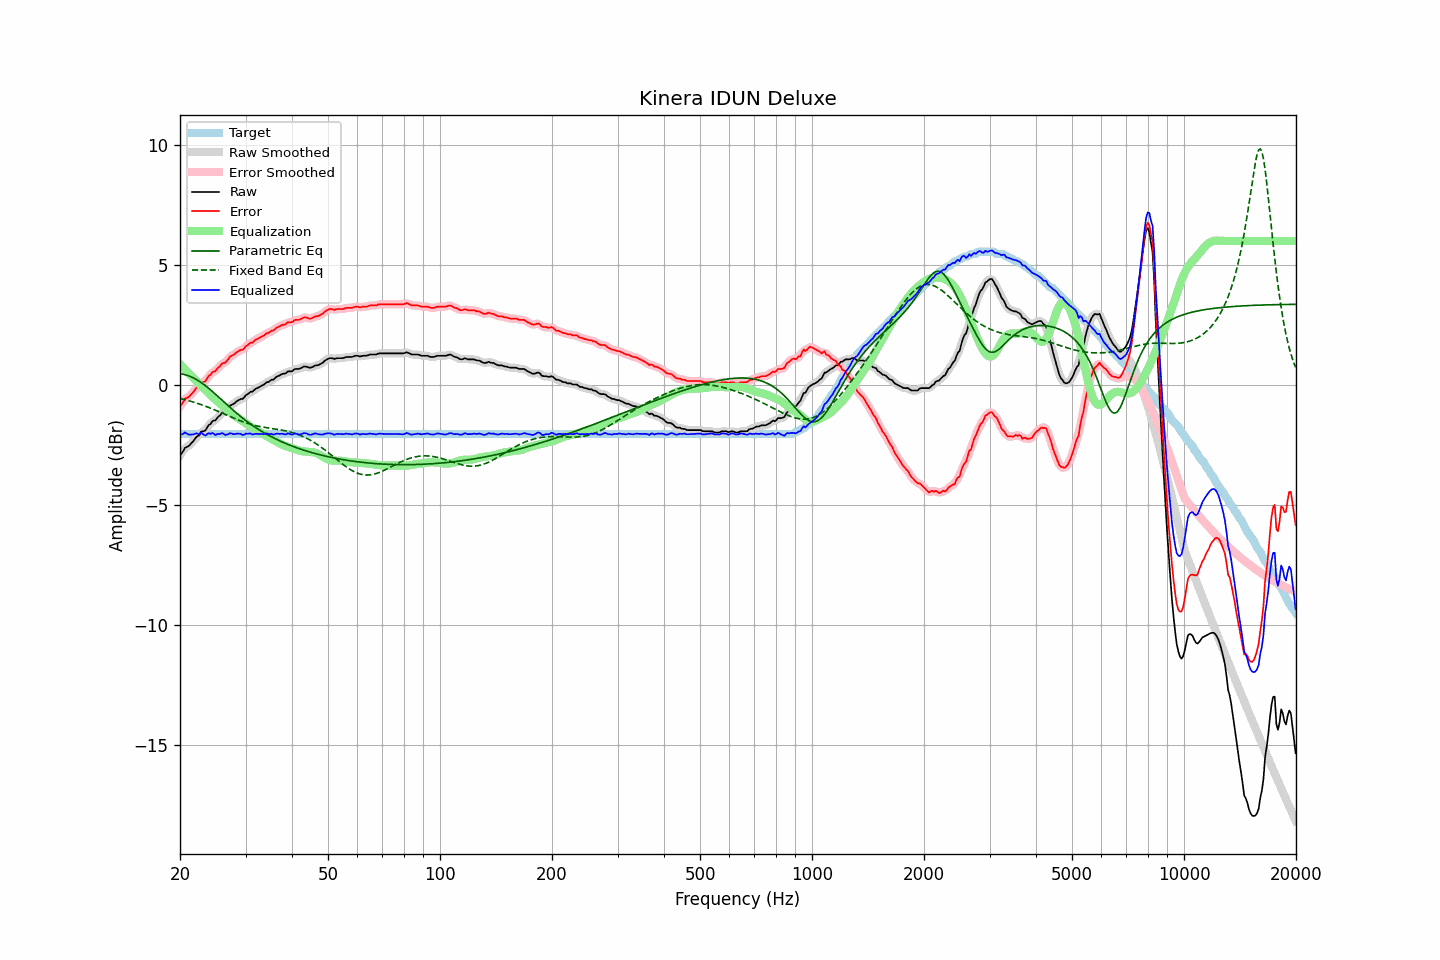 Kinera IDUN Deluxe
Target
Raw Smoothed
Error Smoothed
Raw
Error
Equalization
Parametric Eq
Fixed Band Eq
Equalized
Amplitude (dBr)
10
5
0
−5
−10
−15
20 50 100 200 500 1000 2000 5000 10000 20000
Frequency (Hz)